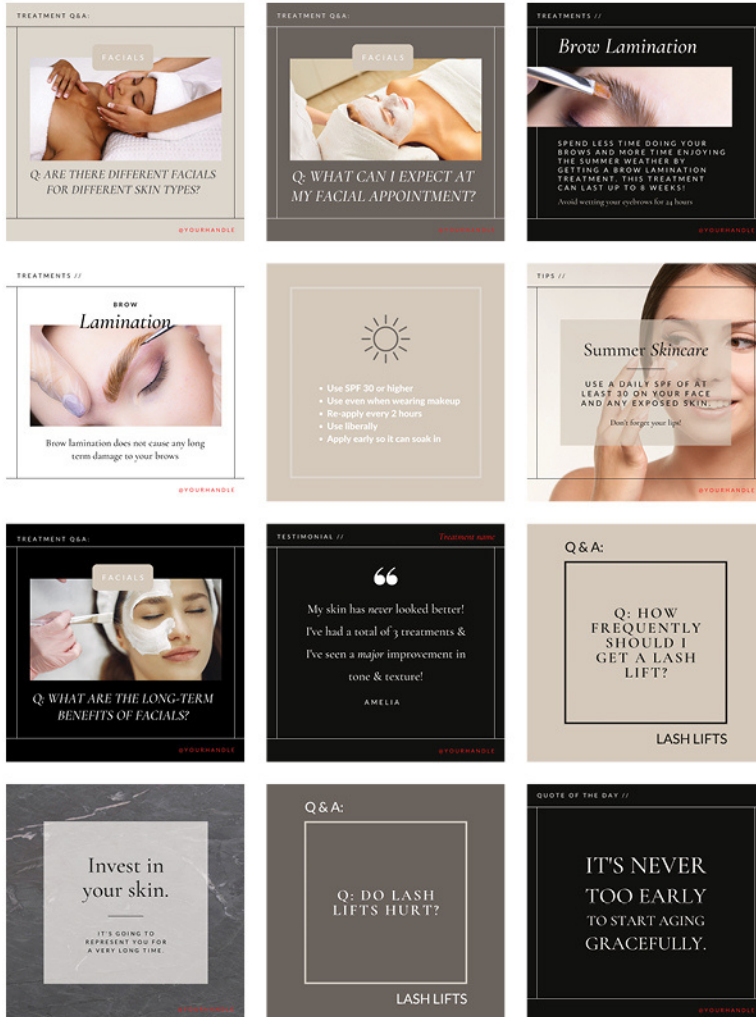 TREATMENT Q&A:
FACIALS
Q: ARE THERE DIFFERENT FACIALS
FOR DIFFERENT SKIN TYPES?
@YOURHANDLE
TREATMENT Q&A:
FACIALS
Q: WHAT CAN I EXPECT AT
MY FACIAL APPOINTMENT?
@YOURHANDLE
TREATMENTS //
Brow Lamination
SPEND LESS TIME DOING YOUR
BROWS AND MORE TIME ENJOYING
THE SUMMER WEATHER BY
GETTING A BROW LAMINATION
TREATMENT. THIS TREATMENT
CAN LAST UP TO 8 WEEKS!
Avoid wetting your eyebrows for 24 hours
@YOURHANDLE
TREATMENTS //
BROW
Lamination
Brow lamination does not cause any long
term damage to your brows
@YOURHANDLE
• Use SPF 30 or higher
• Use even when wearing makeup
• Re-apply every 2 hours
• Use liberally
• Apply early so it can soak in
TIPS //
Summer Skincare
USE A DAILY SPF OF AT
LEAST 30 ON YOUR FACE
AND ANY EXPOSED SKIN.
Don't forget your lips!
@YOURHANDLE
TREATMENT Q&A:
FACIALS
Q: WHAT ARE THE LONG-TERM
BENEFITS OF FACIALS?
@YOURHANDLE
TESTIMONIAL //
Treatment name
“
My skin has never looked better!
I've had a total of 3 treatments &
I've seen a major improvement in
tone & texture!
AMELIA
@YOURHANDLE
Q & A:
Q: HOW
FREQUENTLY
SHOULD I
GET A LASH
LIFT?
LASH LIFTS
Invest in
your skin.
IT'S GOING TO
REPRESENT YOU FOR
A VERY LONG TIME.
Q & A:
Q: DO LASH
LIFTS HURT?
LASH LIFTS
QUOTE OF THE DAY //
IT'S NEVER
TOO EARLY
TO START AGING
GRACEFULLY.
@YOURHANDLE